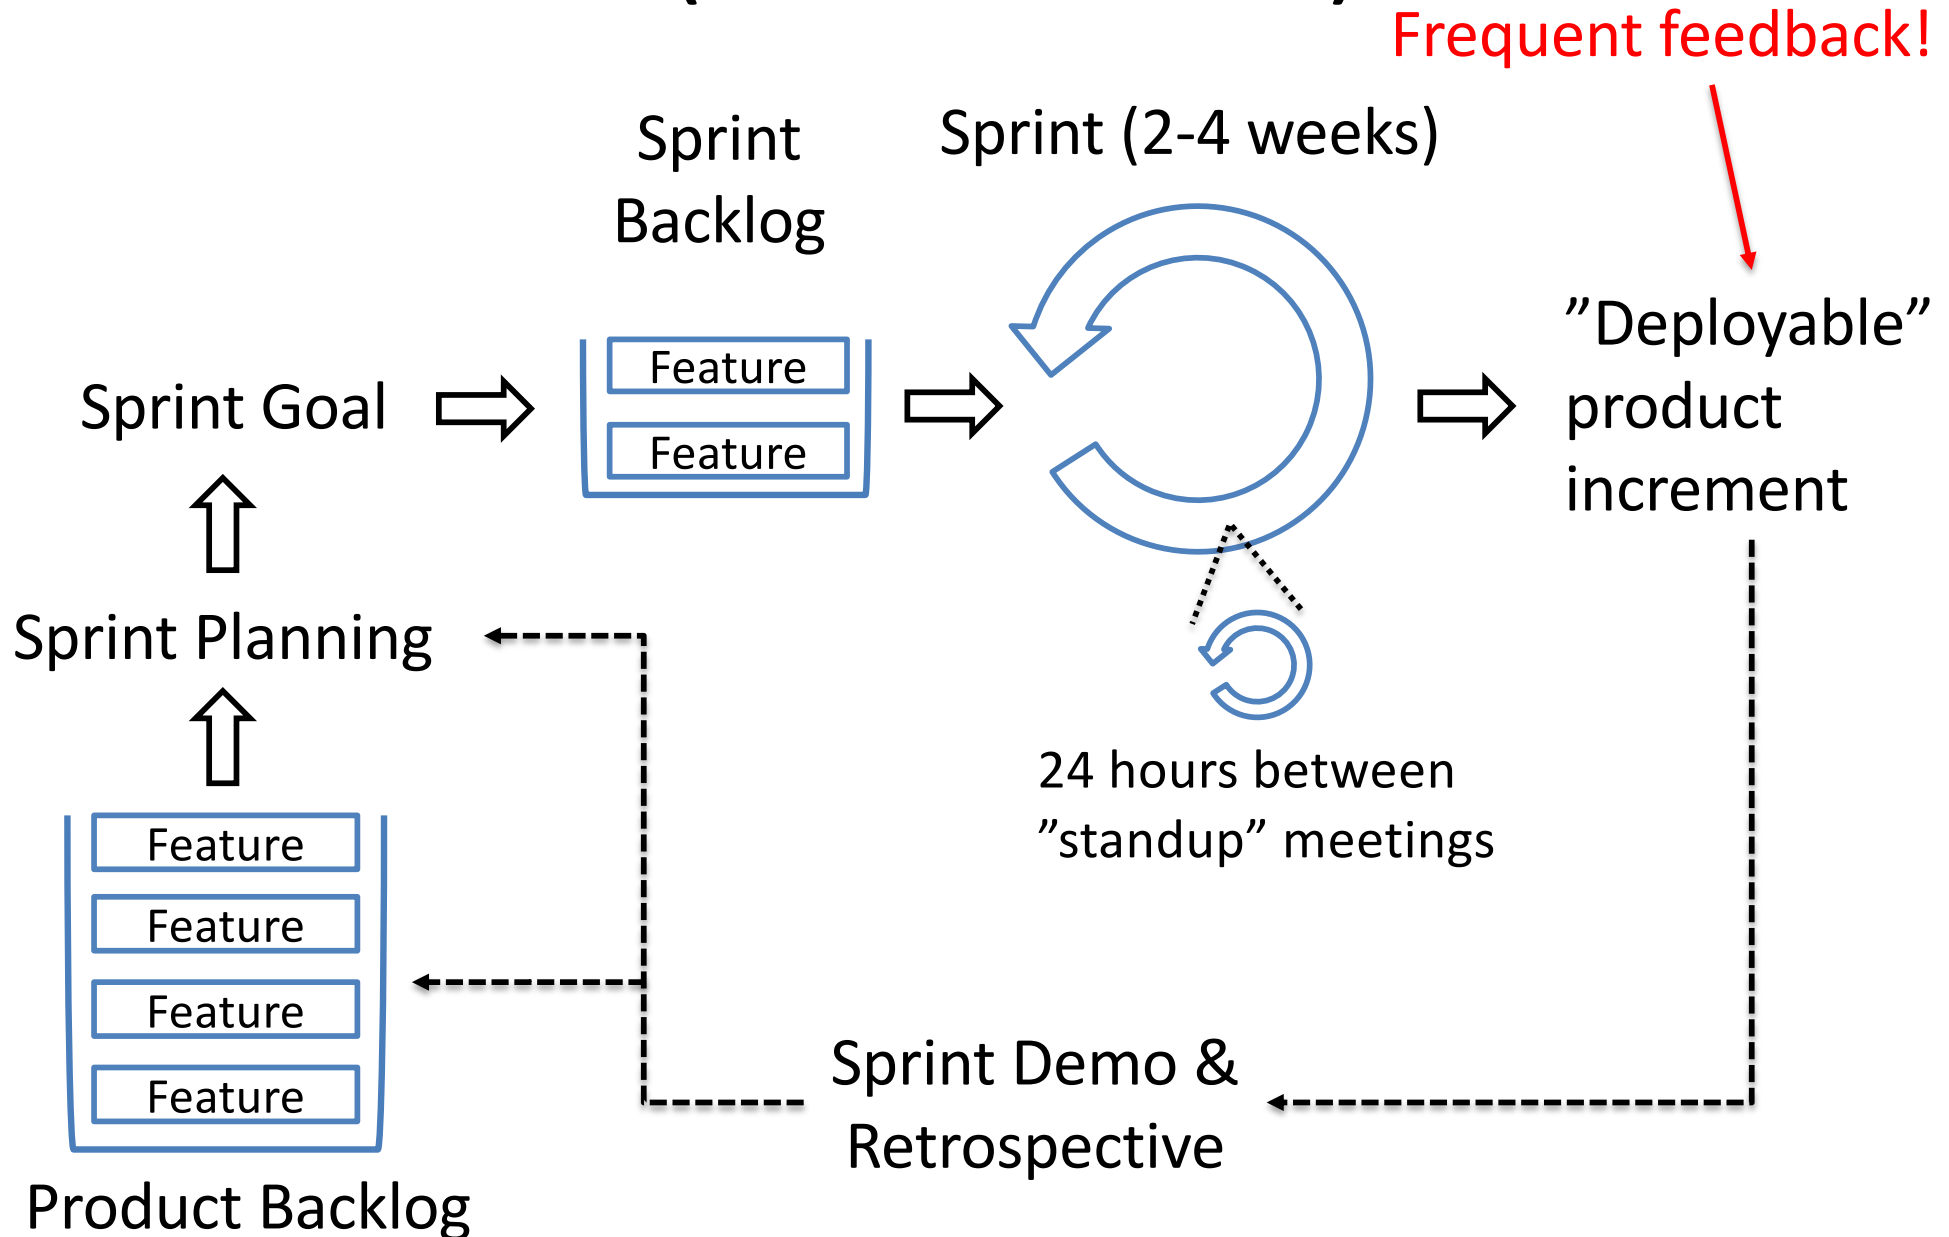 Frequent feedback!
Sprint
Backlog
Sprint (2-4 weeks)
Feature
Feature
Sprint Goal
”Deployable”
product
increment
Sprint Planning
24 hours between
”standup” meetings
Feature
Feature
Feature
Feature
Product Backlog
Sprint Demo &
Retrospective